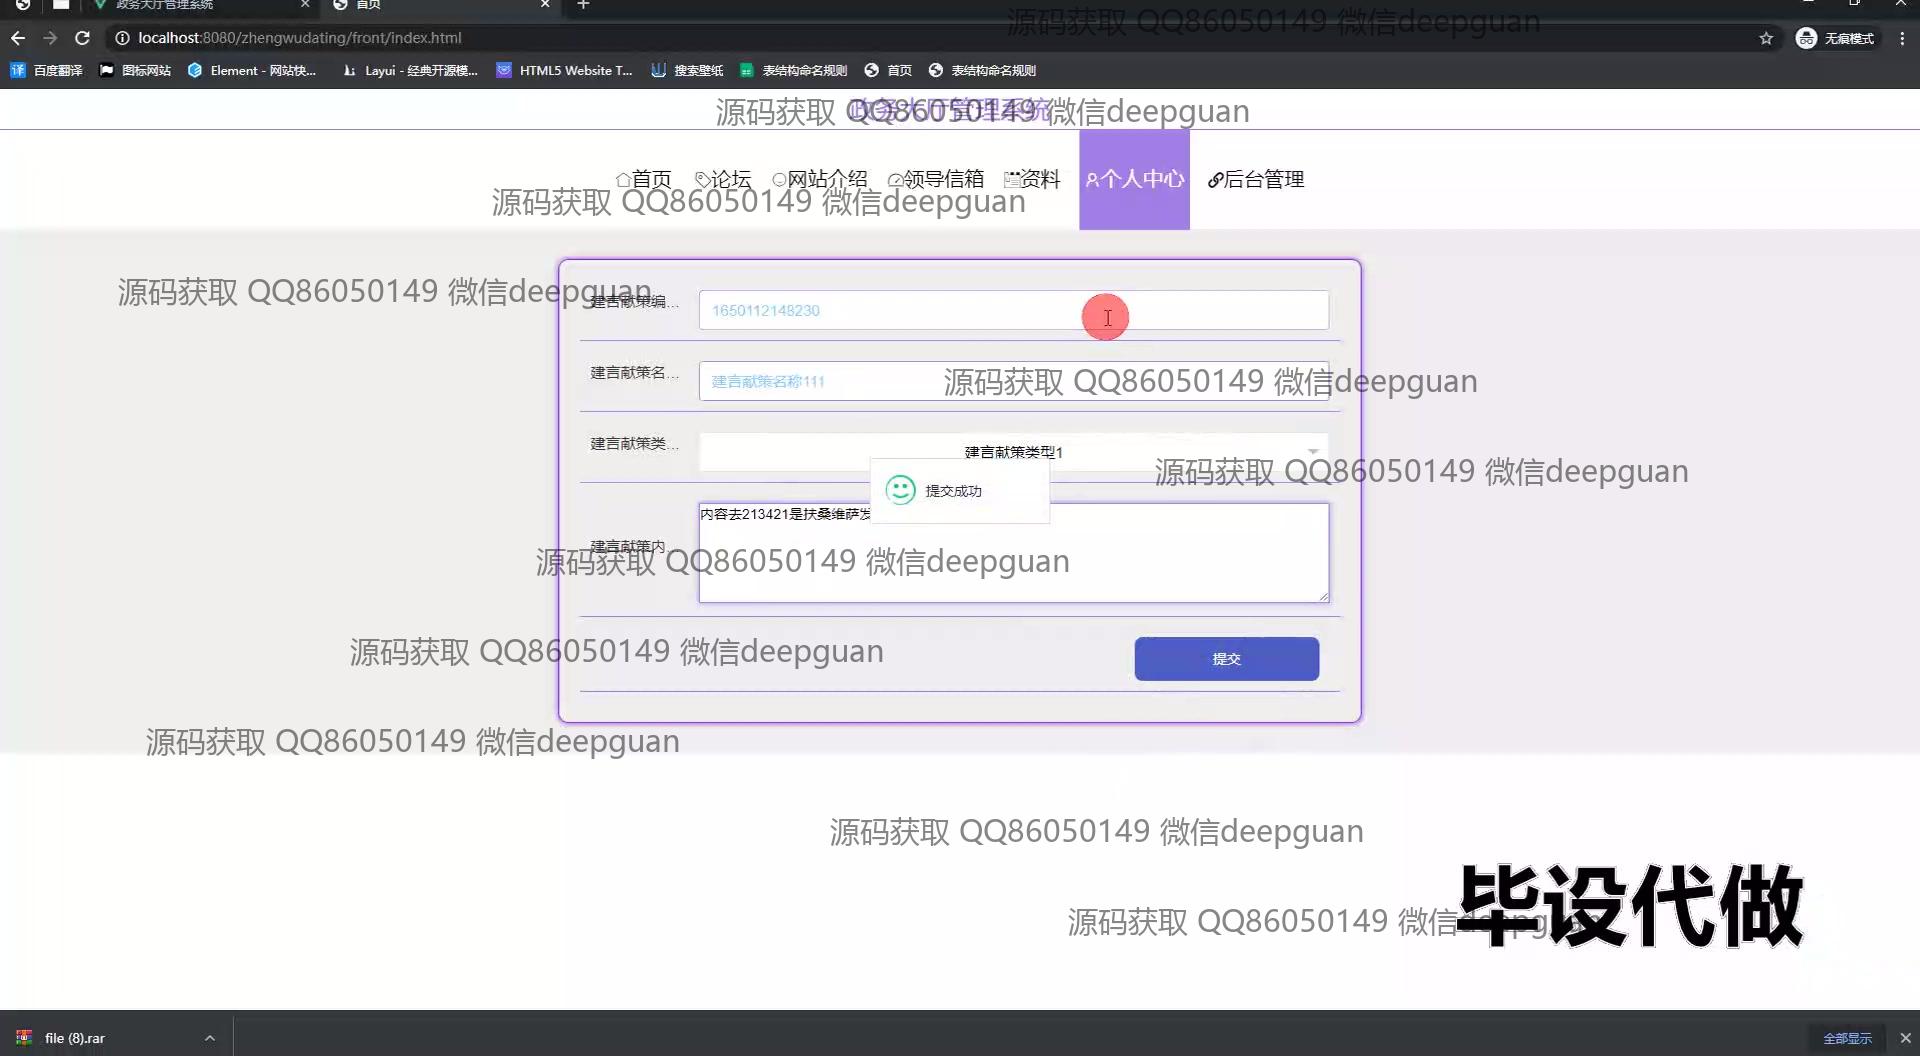 政务大厅管理系统
首页
源码获取 QQ86050149 微信deepguan
localhost:8080/zhengwudating/front/index.html
无痕模式
百度翻译
图标网站
Element - 网站快...
Layui - 经典开源模...
HTML5 Website T...
搜索壁纸
表结构命名规则
首页
表结构命名规则
政务大厅管理系统
源码获取 QQ86050149 微信deepguan
首页
论坛
网站介绍
领导信箱
资料
个人中心
后台管理
源码获取 QQ86050149 微信deepguan
源码获取 QQ86050149 微信deepguan
建言献策编...
1650112148230
建言献策名...
建言献策名称111
源码获取 QQ86050149 微信deepguan
建言献策类...
建言献策类型1
源码获取 QQ86050149 微信deepguan
提交成功
内容去213421是扶桑维萨发
建言献策内...
源码获取 QQ86050149 微信deepguan
源码获取 QQ86050149 微信deepguan
提交
源码获取 QQ86050149 微信deepguan
源码获取 QQ86050149 微信deepguan
源码获取 QQ86050149 微信deepguan
毕设代做
file (8).rar
全部显示